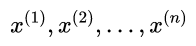 x^{(1)}, x^{(2)}, \ldots, x^{(n)}